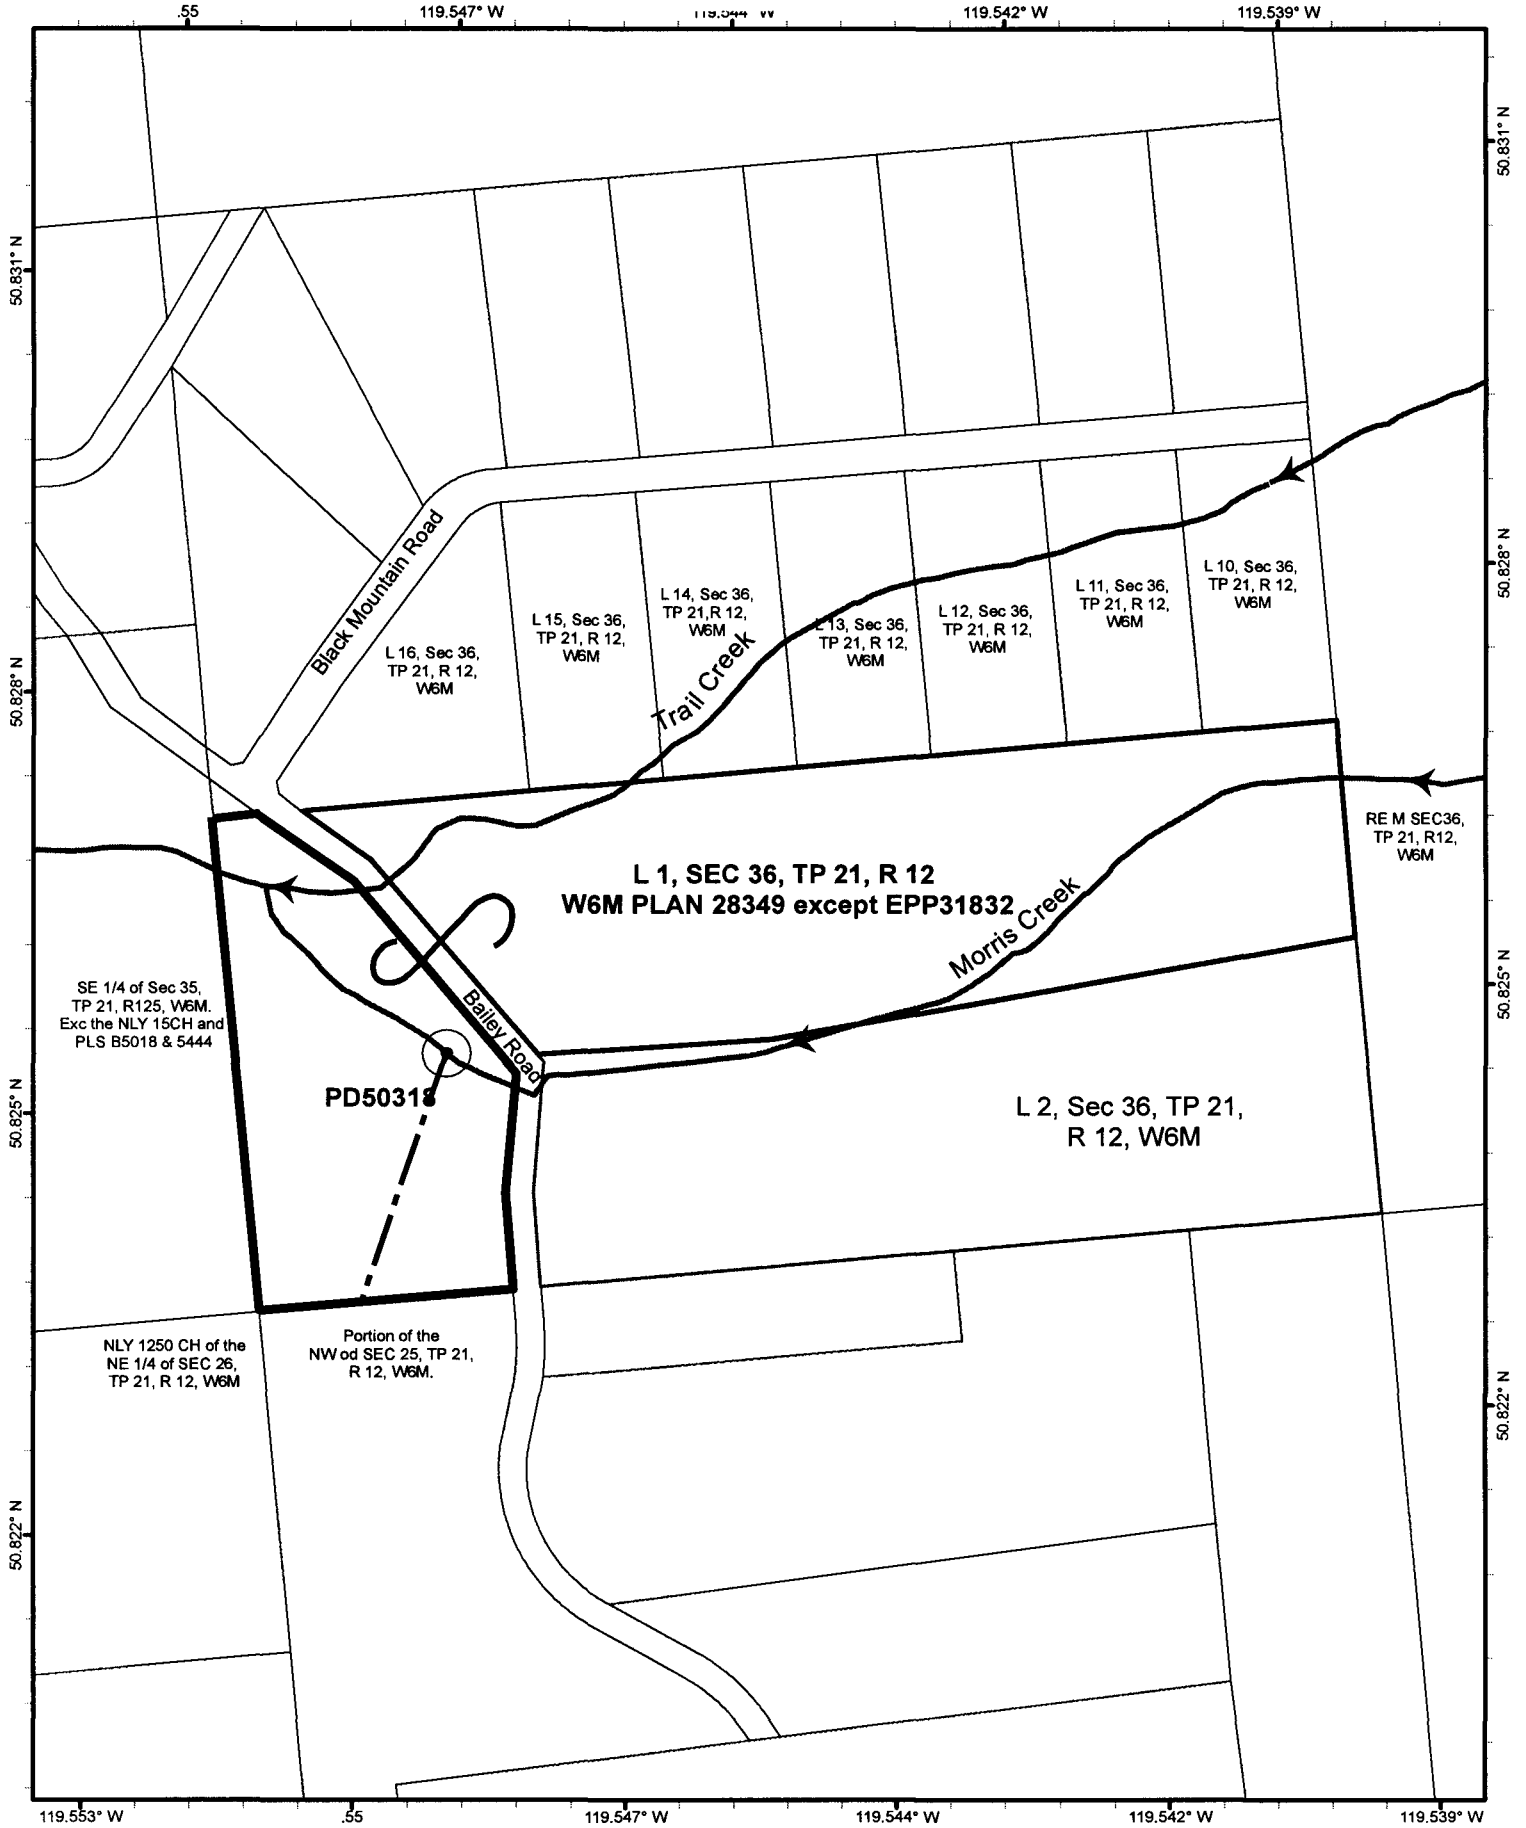 .55
119.547° W
119.544° W
119.542° W
119.539° W
50.831° N
50.831° N
50.828° N
50.828° N
50.825° N
50.825° N
50.822° N
50.822° N
Black Mountain Road
L 16, Sec 36,
TP 21, R 12,
W6M
L 15, Sec 36,
TP 21, R 12,
W6M
L 14, Sec 36,
TP 21,R 12,
W6M
L 13, Sec 36,
TP 21, R 12,
W6M
L 12, Sec 36,
TP 21, R 12,
W6M
L 11, Sec 36,
TP 21, R 12,
W6M
L 10, Sec 36,
TP 21, R 12,
W6M
Trail Creek
RE M SEC36,
TP 21, R12,
W6M
L 1, SEC 36, TP 21, R 12
W6M PLAN 28349 except EPP31832
Morris Creek
SE 1/4 of Sec 35,
TP 21, R125, W6M.
Exc the NLY 15CH and
PLS B5018 & 5444
Bailey Road
PD50318
L 2, Sec 36, TP 21,
R 12, W6M
NLY 1250 CH of the
NE 1/4 of SEC 26,
TP 21, R 12, W6M
Portion of the
NW od SEC 25, TP 21,
R 12, W6M.
119.553° W
.55
119.547° W
119.544° W
119.542° W
119.539° W